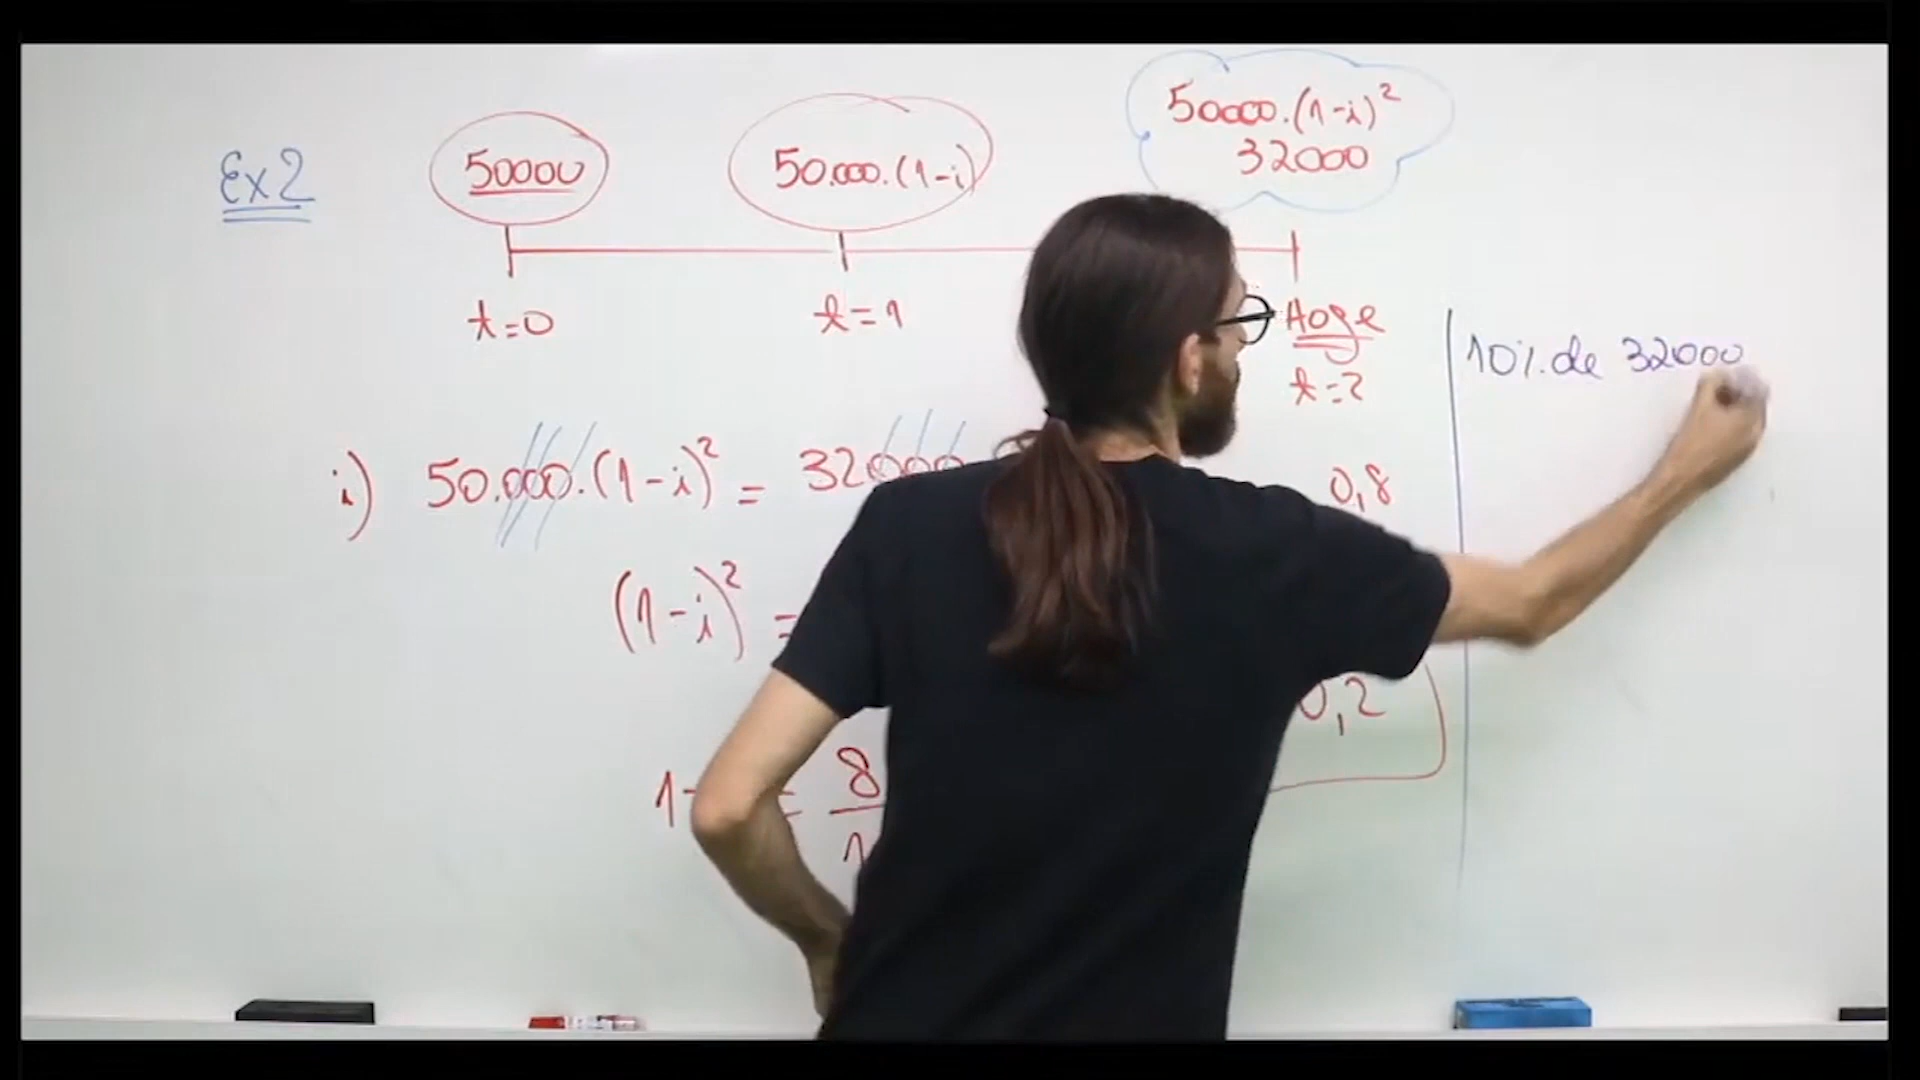 Ex2
50000
50.000.(1-i)
50000.(1-i)²
32000
t=0
t=1
Hoje
t=2
10% de 32000
i) 50.000.(1-i)² = 32000
0,8
(1-i)² =
0,2
1- = 8